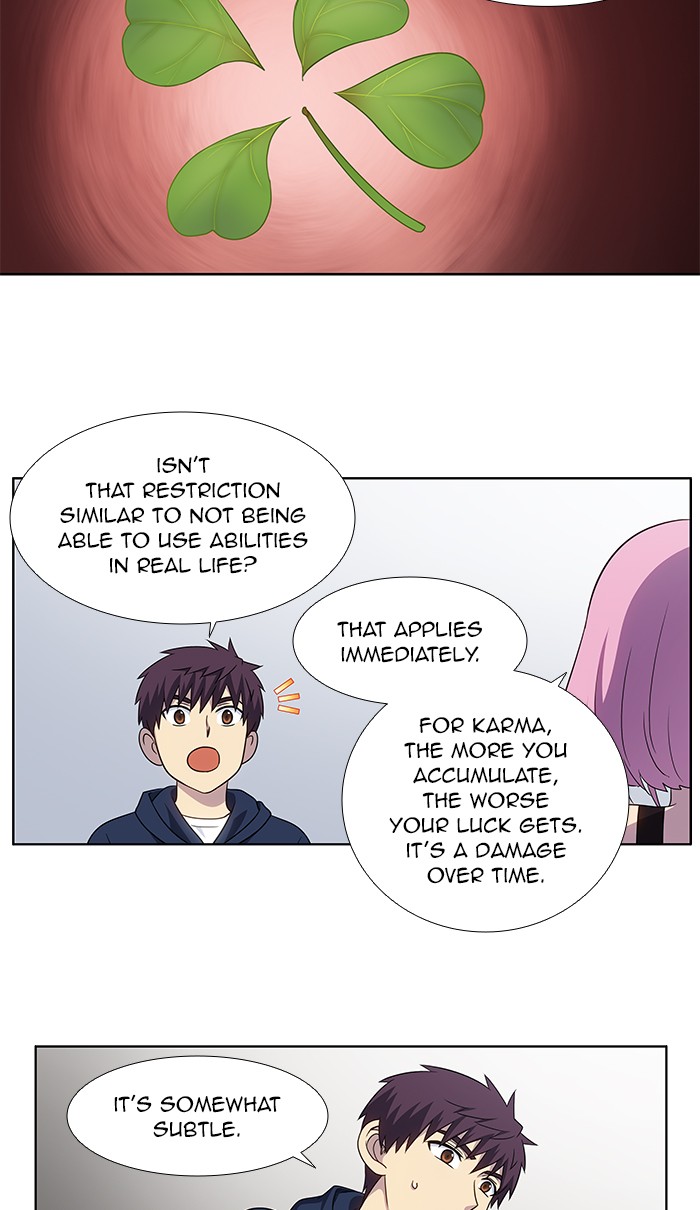 ISN'T
THAT RESTRICTION
SIMILAR TO NOT BEING
ABLE TO USE ABILITIES
IN REAL LIFE?
THAT APPLIES
IMMEDIATELY.
FOR KARMA,
THE MORE YOU
ACCUMULATE,
THE WORSE
YOUR LUCK GETS.
IT'S A DAMAGE
OVER TIME.
IT'S SOMEWHAT
SUBTLE.